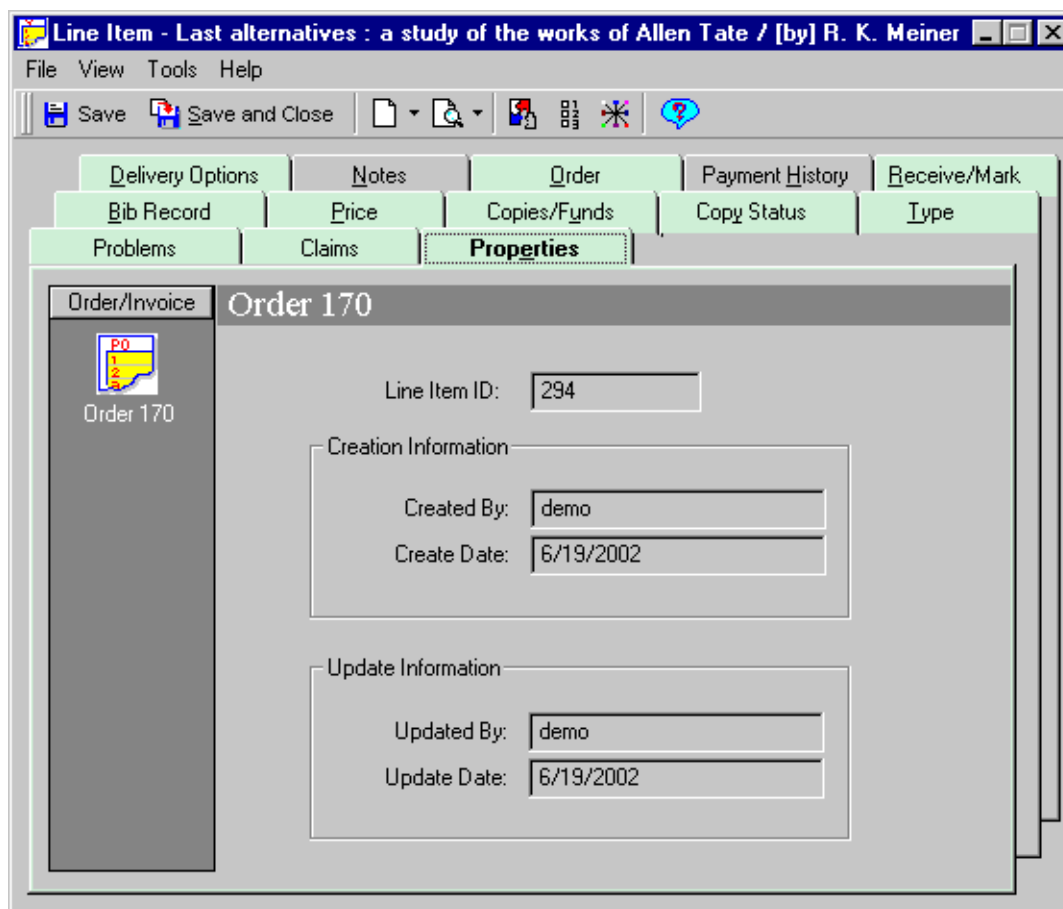 Line Item - Last alternatives : a study of the works of Allen Tate / [by] R. K. Meiner
File View Tools Help
Save Save and Close
Delivery Options Notes Order Payment History Receive/Mark
Bib Record Price Copies/Funds Copy Status Type
Problems Claims Properties
Order/Invoice Order 170
PO
1
2
3
Order 170
Line Item ID: 294
Creation Information
Created By: demo
Create Date: 6/19/2002
Update Information
Updated By: demo
Update Date: 6/19/2002